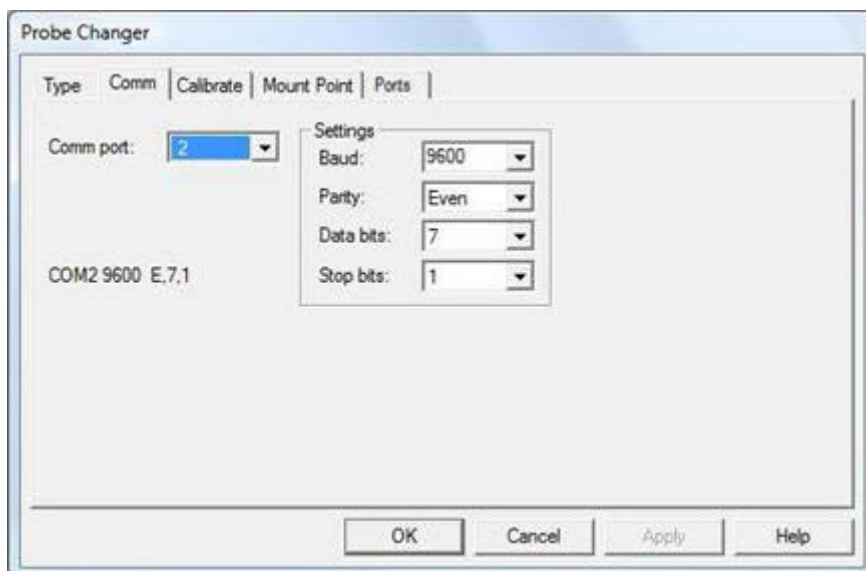 Probe Changer
Type Comm Calibrate Mount Point Ports
Comm port: 2
Settings
Baud: 9600
Parity: Even
Data bits: 7
COM2 9600 E,7,1
Stop bits: 1
OK Cancel Apply Help